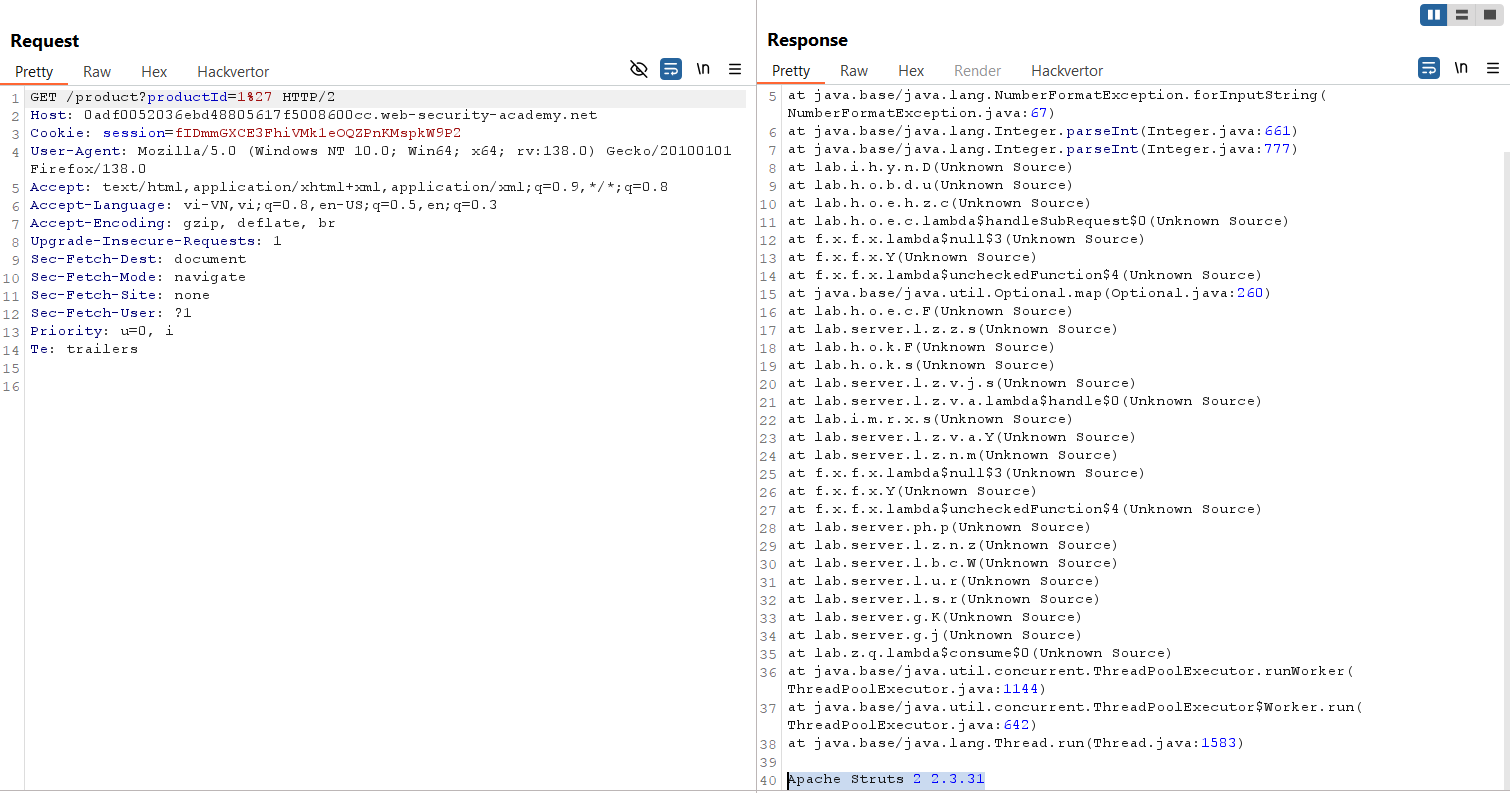 Request
Pretty Raw Hex Hackvertor
\n
1 GET /product?productId=1%27 HTTP/2
2 Host: 0adf0052036ebd48805617f5008600cc.web-security-academy.net
3 Cookie: session=fIDmmGXCE3FhiVMk1eOQZPnKMspkW9P2
4 User-Agent: Mozilla/5.0 (Windows NT 10.0; Win64; x64; rv:138.0) Gecko/20100101
Firefox/138.0
5 Accept: text/html,application/xhtml+xml,application/xml;q=0.9,*/*;q=0.8
6 Accept-Language: vi-VN,vi;q=0.8,en-US;q=0.5,en;q=0.3
7 Accept-Encoding: gzip, deflate, br
8 Upgrade-Insecure-Requests: 1
9 Sec-Fetch-Dest: document
10 Sec-Fetch-Mode: navigate
11 Sec-Fetch-Site: none
12 Sec-Fetch-User: ?1
13 Priority: u=0, i
14 Te: trailers
15
16
Response
Pretty Raw Hex Render Hackvertor
\n
5 at java.base/java.lang.NumberFormatException.forInputString(
NumberFormatException.java:67)
6 at java.base/java.lang.Integer.parseInt(Integer.java:661)
7 at java.base/java.lang.Integer.parseInt(Integer.java:777)
8 at lab.i.h.y.n.D(Unknown Source)
9 at lab.h.o.b.d.u(Unknown Source)
10 at lab.h.o.e.h.z.c(Unknown Source)
11 at lab.h.o.e.c.lambda$handleSubRequest$0(Unknown Source)
12 at f.x.f.x.lambda$null$3(Unknown Source)
13 at f.x.f.x.Y(Unknown Source)
14 at f.x.f.x.lambda$uncheckedFunction$4(Unknown Source)
15 at java.base/java.util.Optional.map(Optional.java:260)
16 at lab.h.o.e.c.F(Unknown Source)
17 at lab.server.l.z.z.s(Unknown Source)
18 at lab.h.o.k.F(Unknown Source)
19 at lab.h.o.k.s(Unknown Source)
20 at lab.server.l.z.v.j.s(Unknown Source)
21 at lab.server.l.z.v.a.lambda$handle$0(Unknown Source)
22 at lab.i.m.r.x.s(Unknown Source)
23 at lab.server.l.z.v.a.Y(Unknown Source)
24 at lab.server.l.z.n.m(Unknown Source)
25 at f.x.f.x.lambda$null$3(Unknown Source)
26 at f.x.f.x.Y(Unknown Source)
27 at f.x.f.x.lambda$uncheckedFunction$4(Unknown Source)
28 at lab.server.ph.p(Unknown Source)
29 at lab.server.l.z.n.z(Unknown Source)
30 at lab.server.l.b.c.W(Unknown Source)
31 at lab.server.l.u.r(Unknown Source)
32 at lab.server.l.s.r(Unknown Source)
33 at lab.server.g.K(Unknown Source)
34 at lab.server.g.j(Unknown Source)
35 at lab.z.q.lambda$consume$0(Unknown Source)
36 at java.base/java.util.concurrent.ThreadPoolExecutor.runWorker(
ThreadPoolExecutor.java:1144)
37 at java.base/java.util.concurrent.ThreadPoolExecutor$Worker.run(
ThreadPoolExecutor.java:642)
38 at java.base/java.lang.Thread.run(Thread.java:1583)
39
40 Apache Struts 2 2.3.31